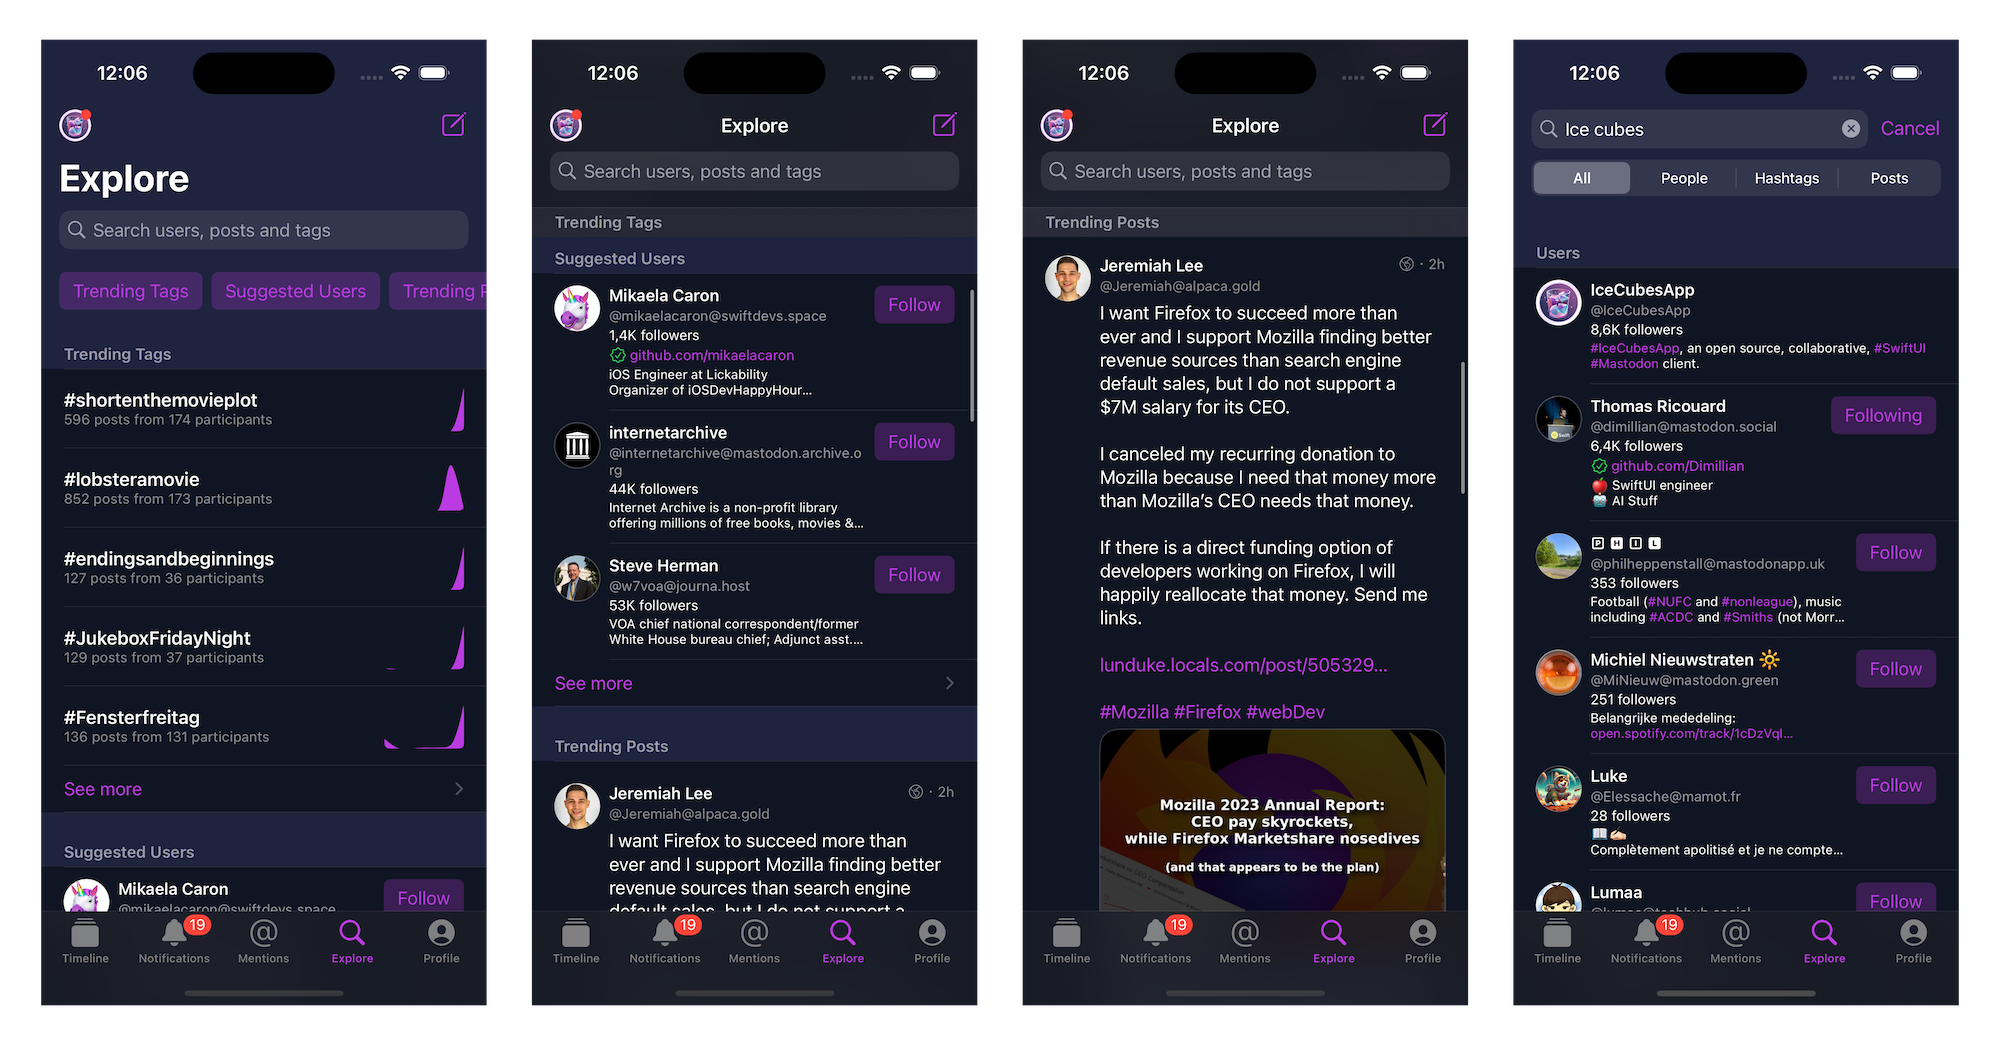 12:06
Explore
Search users, posts and tags
Trending Tags
Suggested Users
Trending
Trending Tags
#shortenthemovieplot
596 posts from 174 participants
#lobsteramovie
852 posts from 173 participants
#endingsandbeginnings
127 posts from 36 participants
#JukeboxFridayNight
129 posts from 37 participants
#Fensterfreitag
136 posts from 131 participants
See more
Suggested Users
Mikaela Caron
@mikaelacaron@swiftdevs.space
Follow
19
Timeline
Notifications
Mentions
Explore
Profile
12:06
Explore
Search users, posts and tags
Trending Tags
Suggested Users
Mikaela Caron
@mikaelacaron@swiftdevs.space
1,4K followers
github.com/mikaelacaron
iOS Engineer at Lickability
Organizer of iOSDevHappyHour...
Follow
internetarchive
@internetarchive@mastodon.archive.o
rg
44K followers
Internet Archive is a non-profit library
offering millions of free books, movies &...
Follow
Steve Herman
@w7voa@journa.host
53K followers
VOA chief national correspondent/former
White House bureau chief; Adjunct asst....
Follow
See more
Trending Posts
Jeremiah Lee
· 2h
@Jeremiah@alpaca.gold
I want Firefox to succeed more than
ever and I support Mozilla finding better
revenue sources than search engine
default sales, but I do not support a
19
Timeline
Notifications
Mentions
Explore
Profile
12:06
Explore
Search users, posts and tags
Trending Posts
Jeremiah Lee
· 2h
@Jeremiah@alpaca.gold
I want Firefox to succeed more than
ever and I support Mozilla finding better
revenue sources than search engine
default sales, but I do not support a
$7M salary for its CEO.
I canceled my recurring donation to
Mozilla because I need that money more
than Mozilla's CEO needs that money.
If there is a direct funding option of
developers working on Firefox, I will
happily reallocate that money. Send me
links.
lunduke.locals.com/post/505329...
#Mozilla #Firefox #webDev
Mozilla 2023 Annual Report:
CEO pay skyrockets,
while Firefox Marketshare nosedives
(and that appears to be the plan)
19
Timeline
Notifications
Mentions
Explore
Profile
12:06
Ice cubes
Cancel
All
People
Hashtags
Posts
Users
IceCubesApp
@IceCubesApp
8,6K followers
#IceCubesApp, an open source, collaborative, #SwiftUI
#Mastodon client.
Thomas Ricouard
@dimillian@mastodon.social
6,4K followers
github.com/Dimillian
SwiftUI engineer
AI Stuff
Following
PHIL
@philheppenstall@mastodonapp.uk
353 followers
Football (#NUFC and #nonleague), music
including #ACDC and #Smiths (not Morr...
Follow
Michiel Nieuwstraten
@MiNieuw@mastodon.green
251 followers
Belangrijke mededeling:
open.spotify.com/track/1cDzVql...
Follow
Luke
@Elessache@mamot.fr
28 followers
Complètement apolitisé et je ne compte...
Follow
Lumaa
Follow
19
Timeline
Notifications
Mentions
Explore
Profile